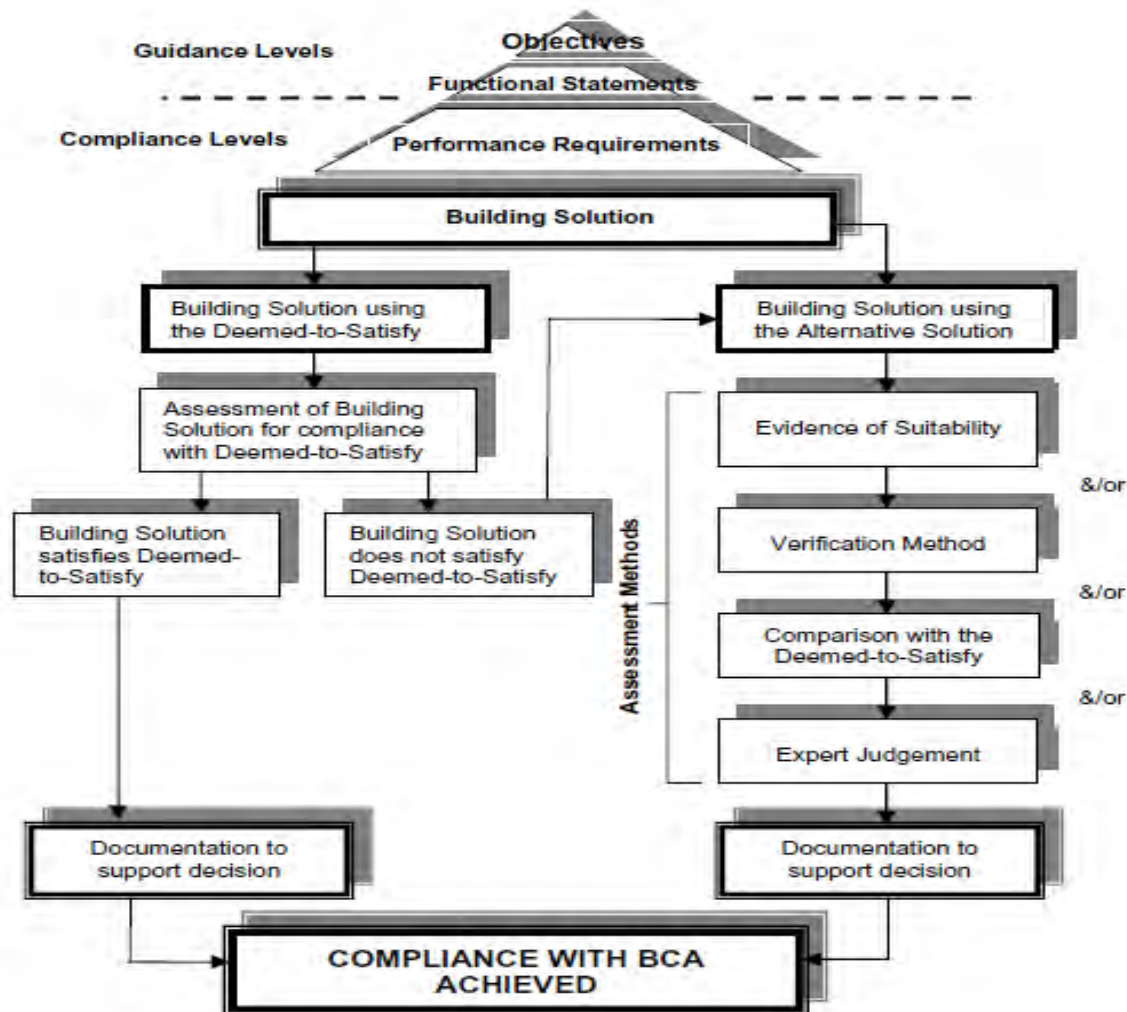 Guidance Levels
Objectives
Functional Statements
Compliance Levels
Performance Requirements
Building Solution
Building Solution using
the Deemed-to-Satisfy
Building Solution using
the Alternative Solution
Assessment of Building
Solution for compliance
with Deemed-to-Satisfy
Building Solution
satisfies Deemed-
to-Satisfy
Building Solution
does not satisfy
Deemed-to-Satisfy
Assessment Methods
Evidence of Suitability
&/or
Verification Method
&/or
Comparison with the
Deemed-to-Satisfy
&/or
Expert Judgement
Documentation to
support decision
Documentation to
support decision
COMPLIANCE WITH BCA
ACHIEVED